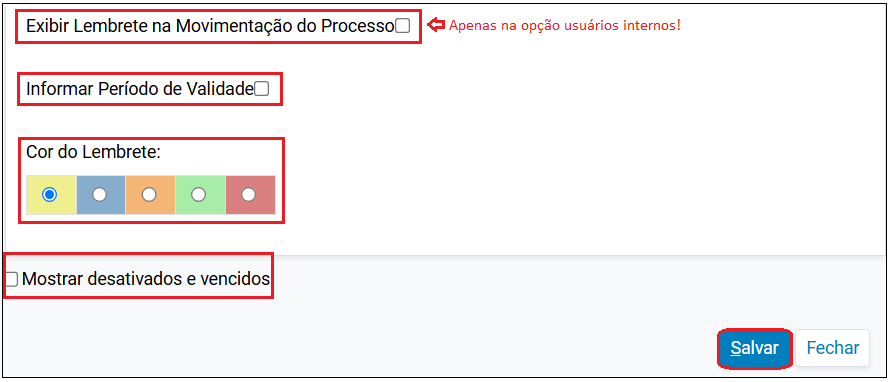 Exibir Lembrete na Movimentação do Processo Apenas na opção usuários internos!
Informar Período de Validade
Cor do Lembrete:
Mostrar desativados e vencidos
Salvar Fechar